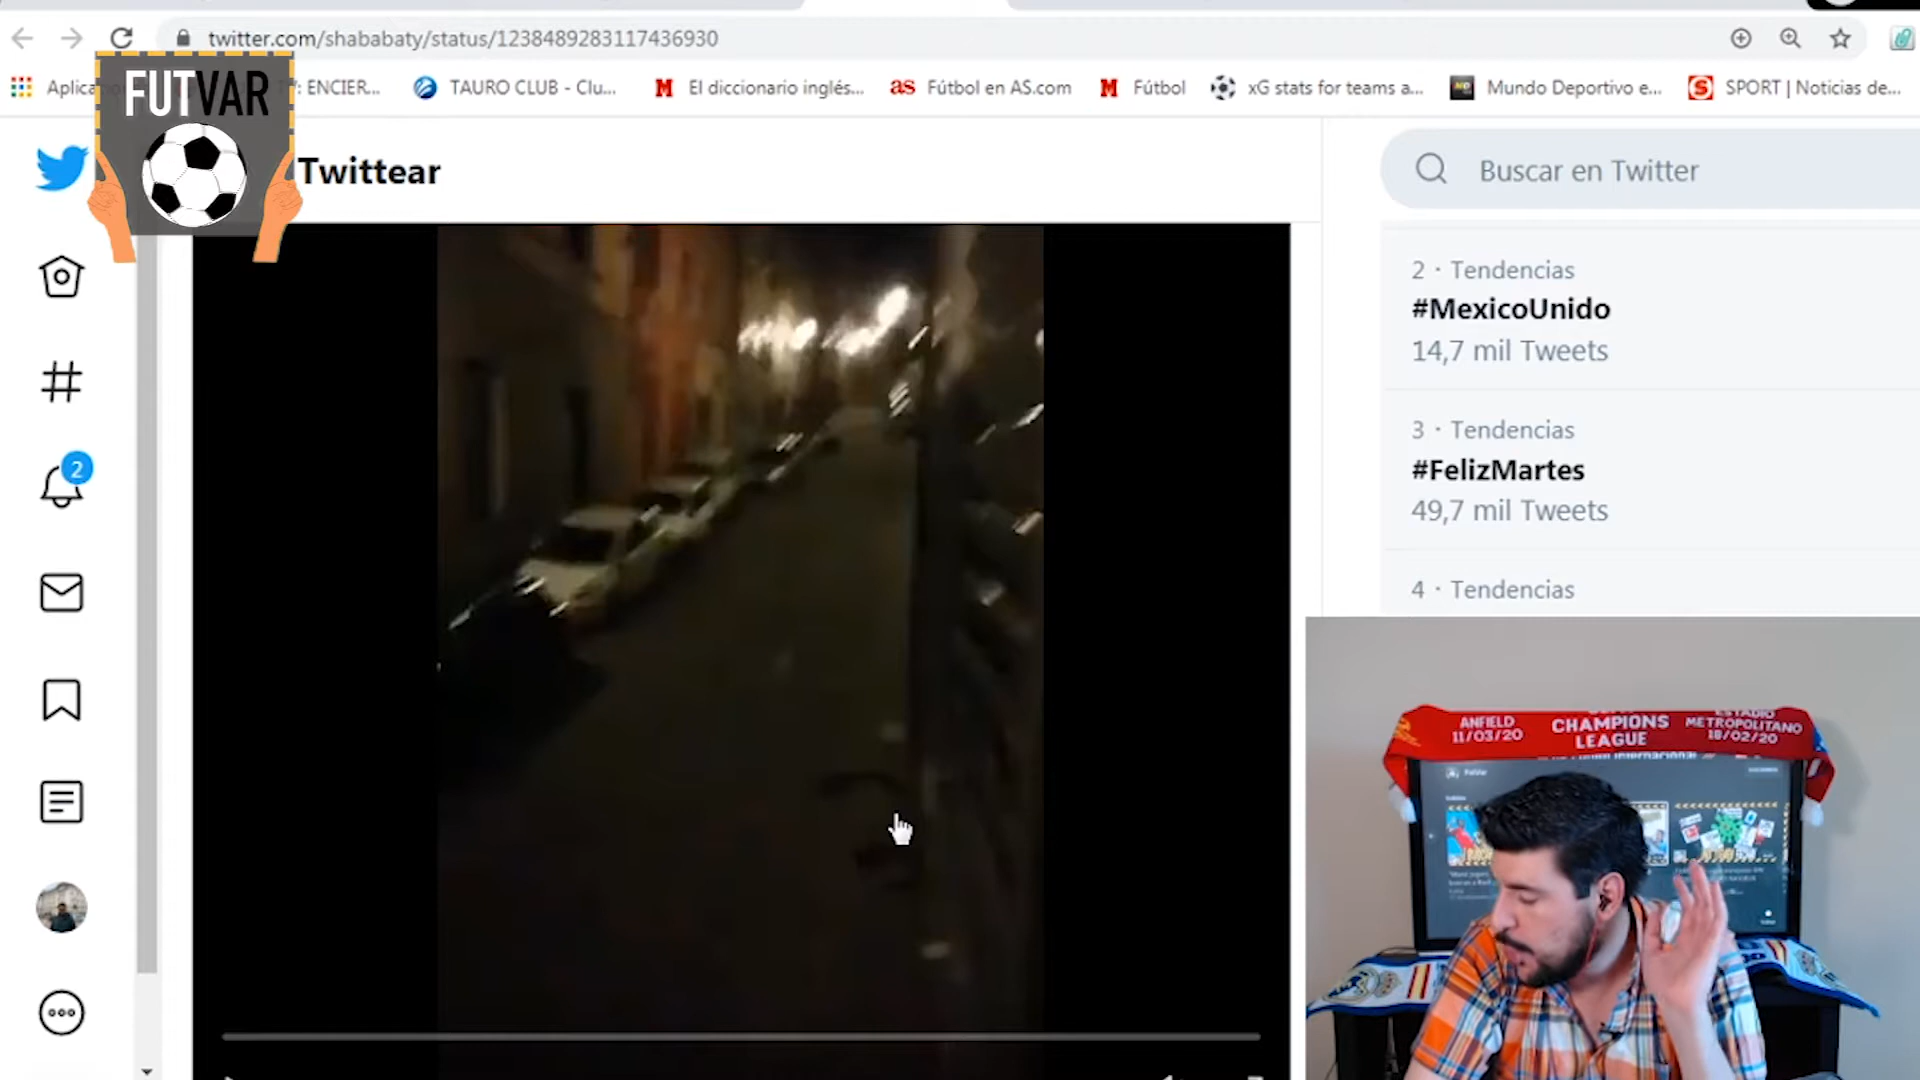 twitter.com/shababaty/status/1238489283117436930
ENCIER...
TAURO CLUB - Clu...
El diccionario inglés...
as
Fútbol en AS.com
Fútbol
xG stats for teams a...
Mundo Deportivo e...
SPORT | Noticias de...
FUTVAR
Twittear
Buscar en Twitter
2 · Tendencias
#MexicoUnido
14,7 mil Tweets
3 · Tendencias
#FelizMartes
49,7 mil Tweets
4 · Tendencias
2
ANFIELD
11/03/20
CHAMPIONS
LEAGUE
ESTADIO
METROPOLITANO
18/02/20